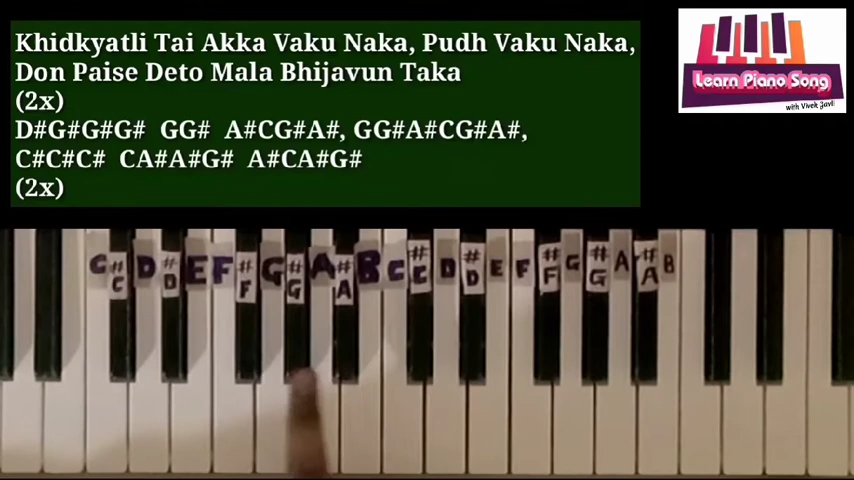 Khidkyatli Tai Akka Vaku Naka, Pudh Vaku Naka,
Don Paise Deto Mala Bhijavun Taka
(2x)
D#G#G#G# GG# A#CG#A#, GG#A#CG#A#,
C#C#C# CA#A#G# A#CA#G#
(2x)
Learn Piano Song
with Vivek Javli
C #C D #D E F #F G #G A #A B C #C D #D E F #F G #G A #A B